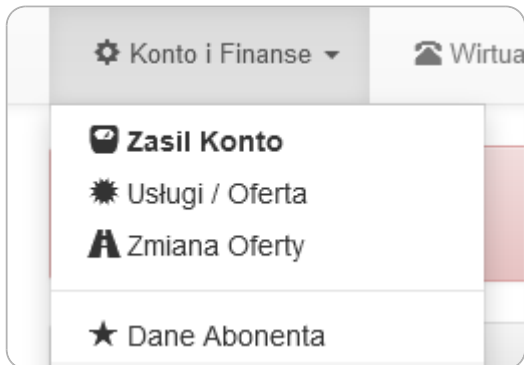 Konto i Finanse
Wirtua
Zasil Konto
Usługi / Oferta
Zmiana Oferty
Dane Abonenta